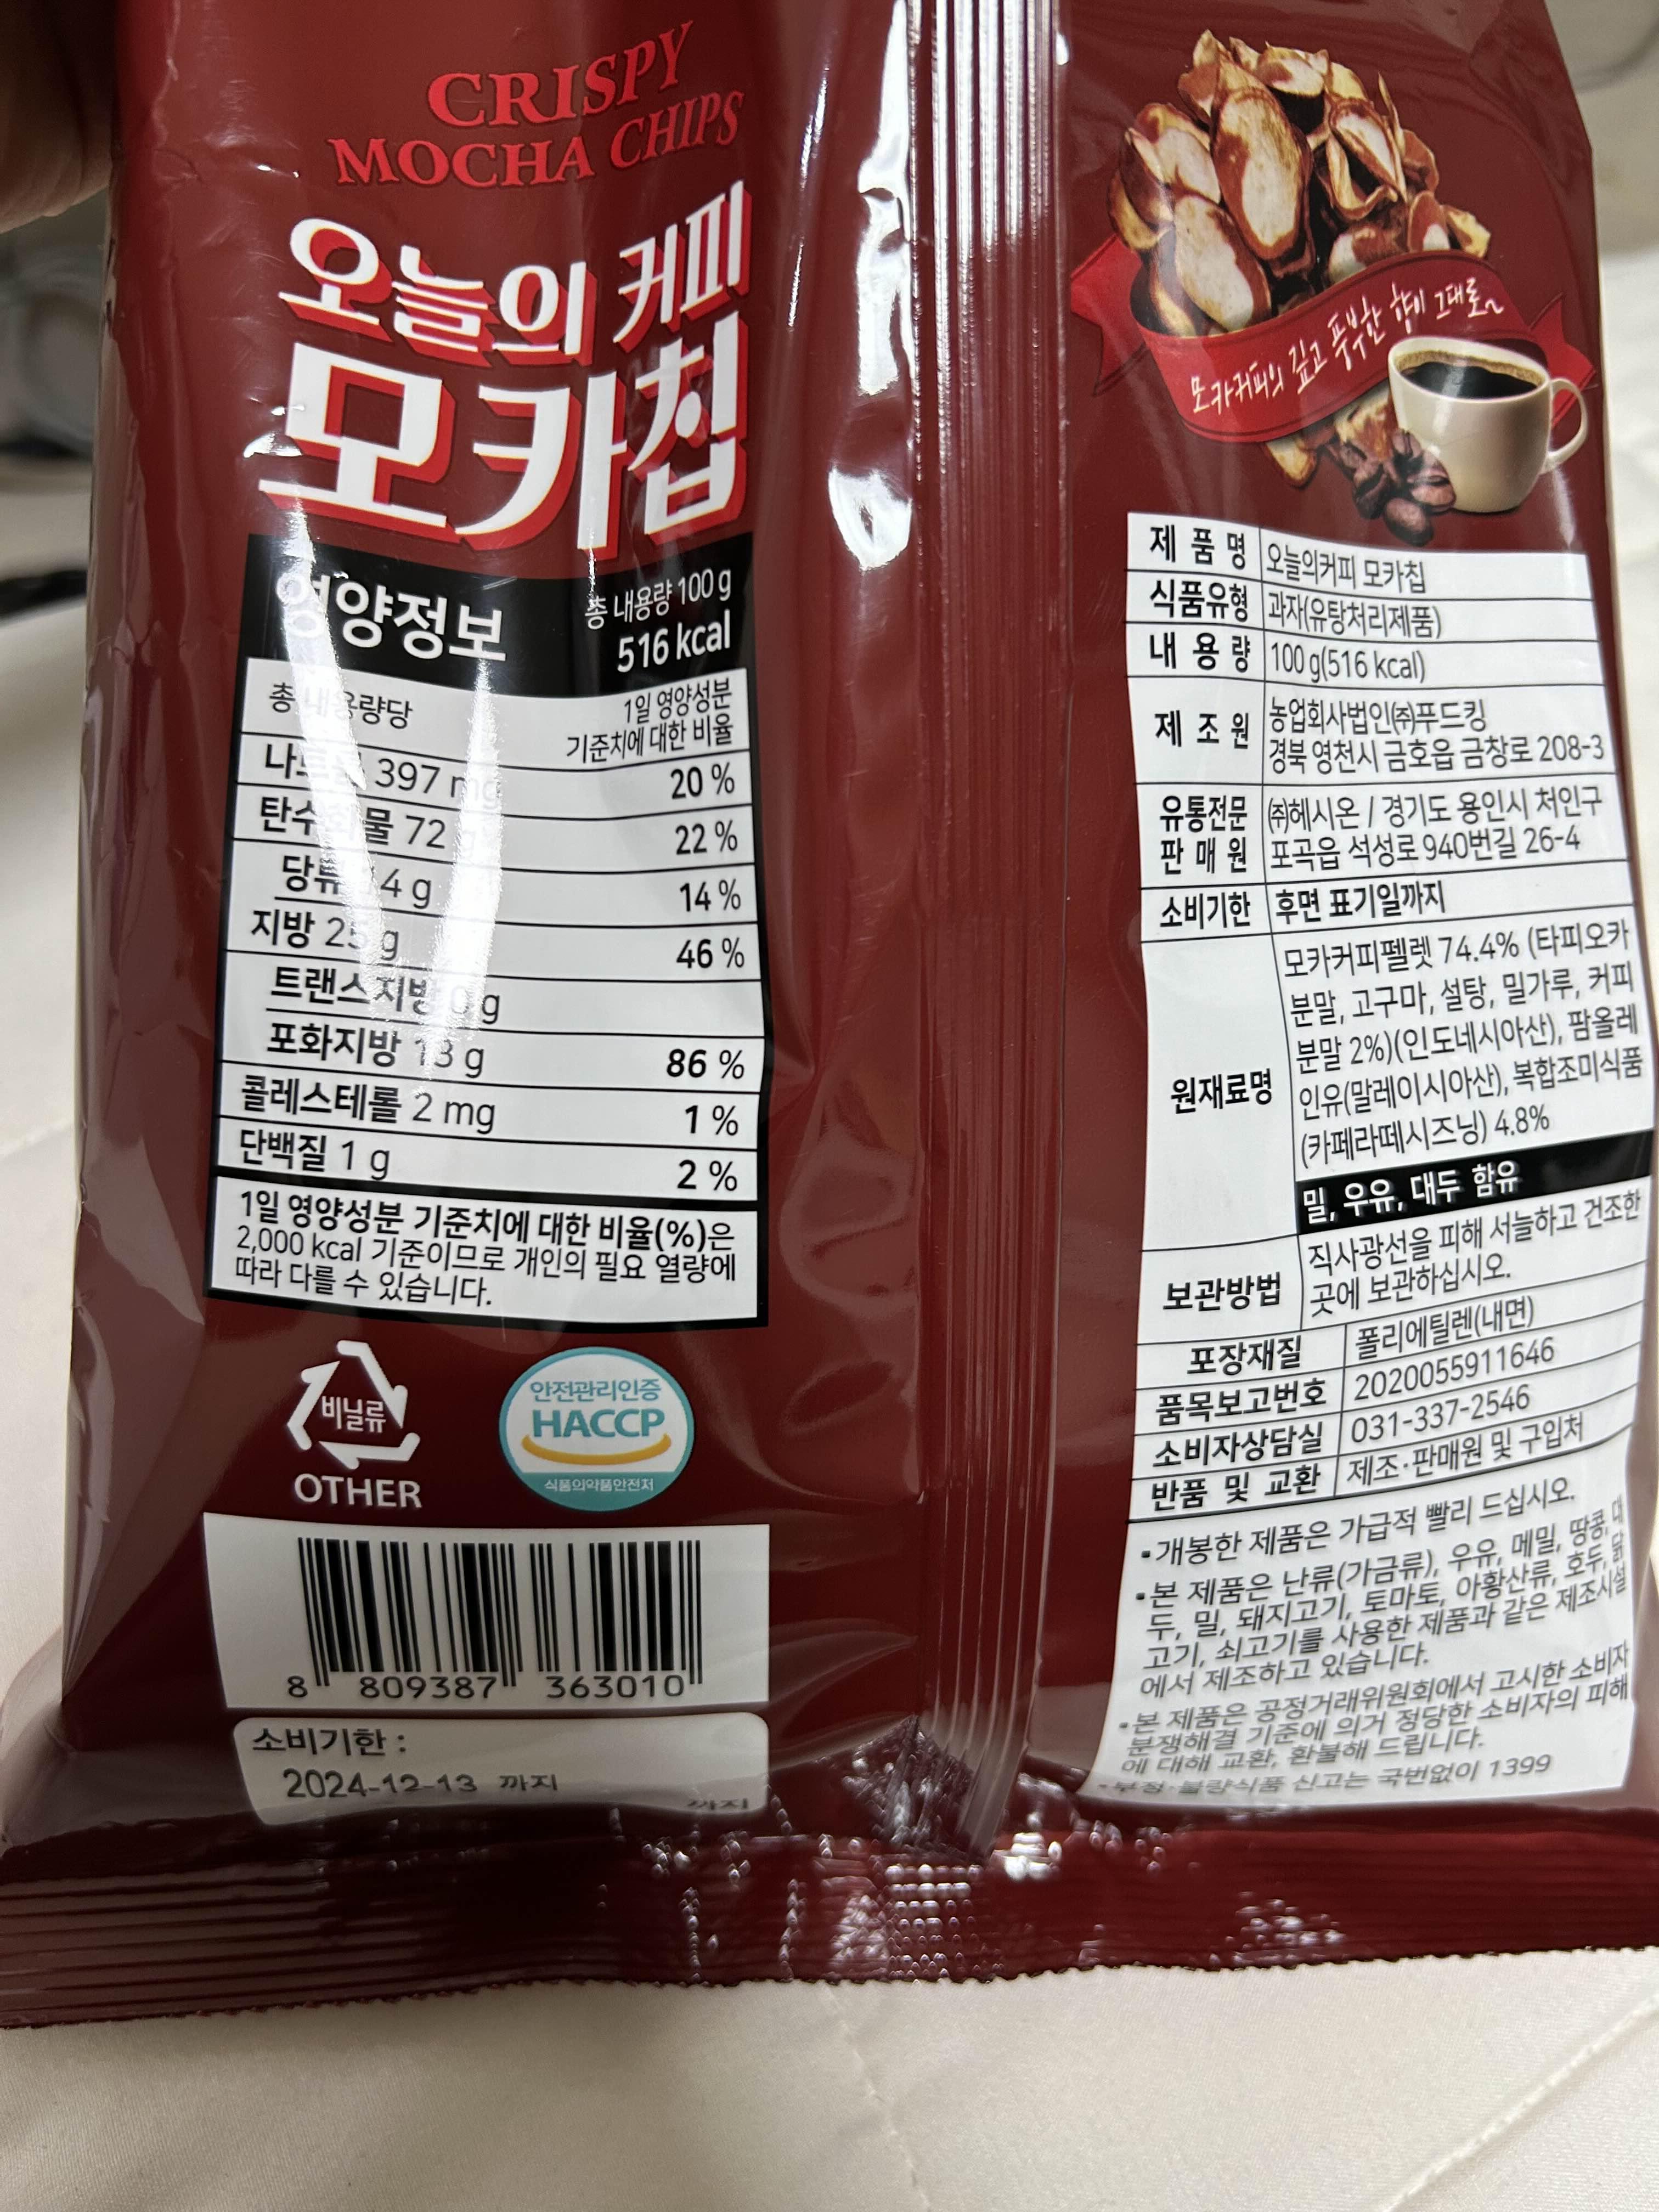 CRISPY
MOCHA CHIPS
오늘의 커피
모카칩
영양정보
총 내용량 100 g
516 kcal
총 내용량당
1일 영양성분
기준치에 대한 비율
나트륨 397 mg 20 %
탄수화물 72 g 22 %
당류 14 g 14 %
지방 25 g 46 %
트랜스지방 0 g
포화지방 13 g 86 %
콜레스테롤 2 mg 1 %
단백질 1 g 2 %
1일 영양성분 기준치에 대한 비율(%)은
2,000 kcal 기준이므로 개인의 필요 열량에
따라 다를 수 있습니다.
비닐류
OTHER
안전관리인증
HACCP
식품의약품안전처
8 809387 363010
소비기한 :
2024-12-13 까지
까지
모카커피의 깊고 풍부한 향이 그대로~
제 품 명 오늘의커피 모카칩
식품유형 과자(유탕처리제품)
내 용 량 100 g(516 kcal)
제 조 원 농업회사법인㈜푸드킹
경북 영천시 금호읍 금창로 208-3
유통전문 ㈜헤시온 / 경기도 용인시 처인구
판 매 원 포곡읍 석성로 940번길 26-4
소비기한 후면 표기일까지
원재료명
모카커피펠렛 74.4% (타피오카
분말, 고구마, 설탕, 밀가루, 커피
분말 2%)(인도네시아산), 팜올레
인유(말레이시아산), 복합조미식품
(카페라떼시즈닝) 4.8%
밀, 우유, 대두 함유
보관방법
직사광선을 피해 서늘하고 건조한
곳에 보관하십시오.
포장재질 폴리에틸렌(내면)
품목보고번호 2020055911646
소비자상담실 031-337-2546
반품 및 교환 제조·판매원 및 구입처
▪개봉한 제품은 가급적 빨리 드십시오.
▪본 제품은 난류(가금류), 우유, 메밀, 땅콩, 대
두, 밀, 돼지고기, 토마토, 아황산류, 호두, 닭
고기, 쇠고기를 사용한 제품과 같은 제조시설
에서 제조하고 있습니다.
▪본 제품은 공정거래위원회에서 고시한 소비자
분쟁해결 기준에 의거 정당한 소비자의 피해
에 대해 교환, 환불해 드립니다.
▪부정·불량식품 신고는 국번없이 1399